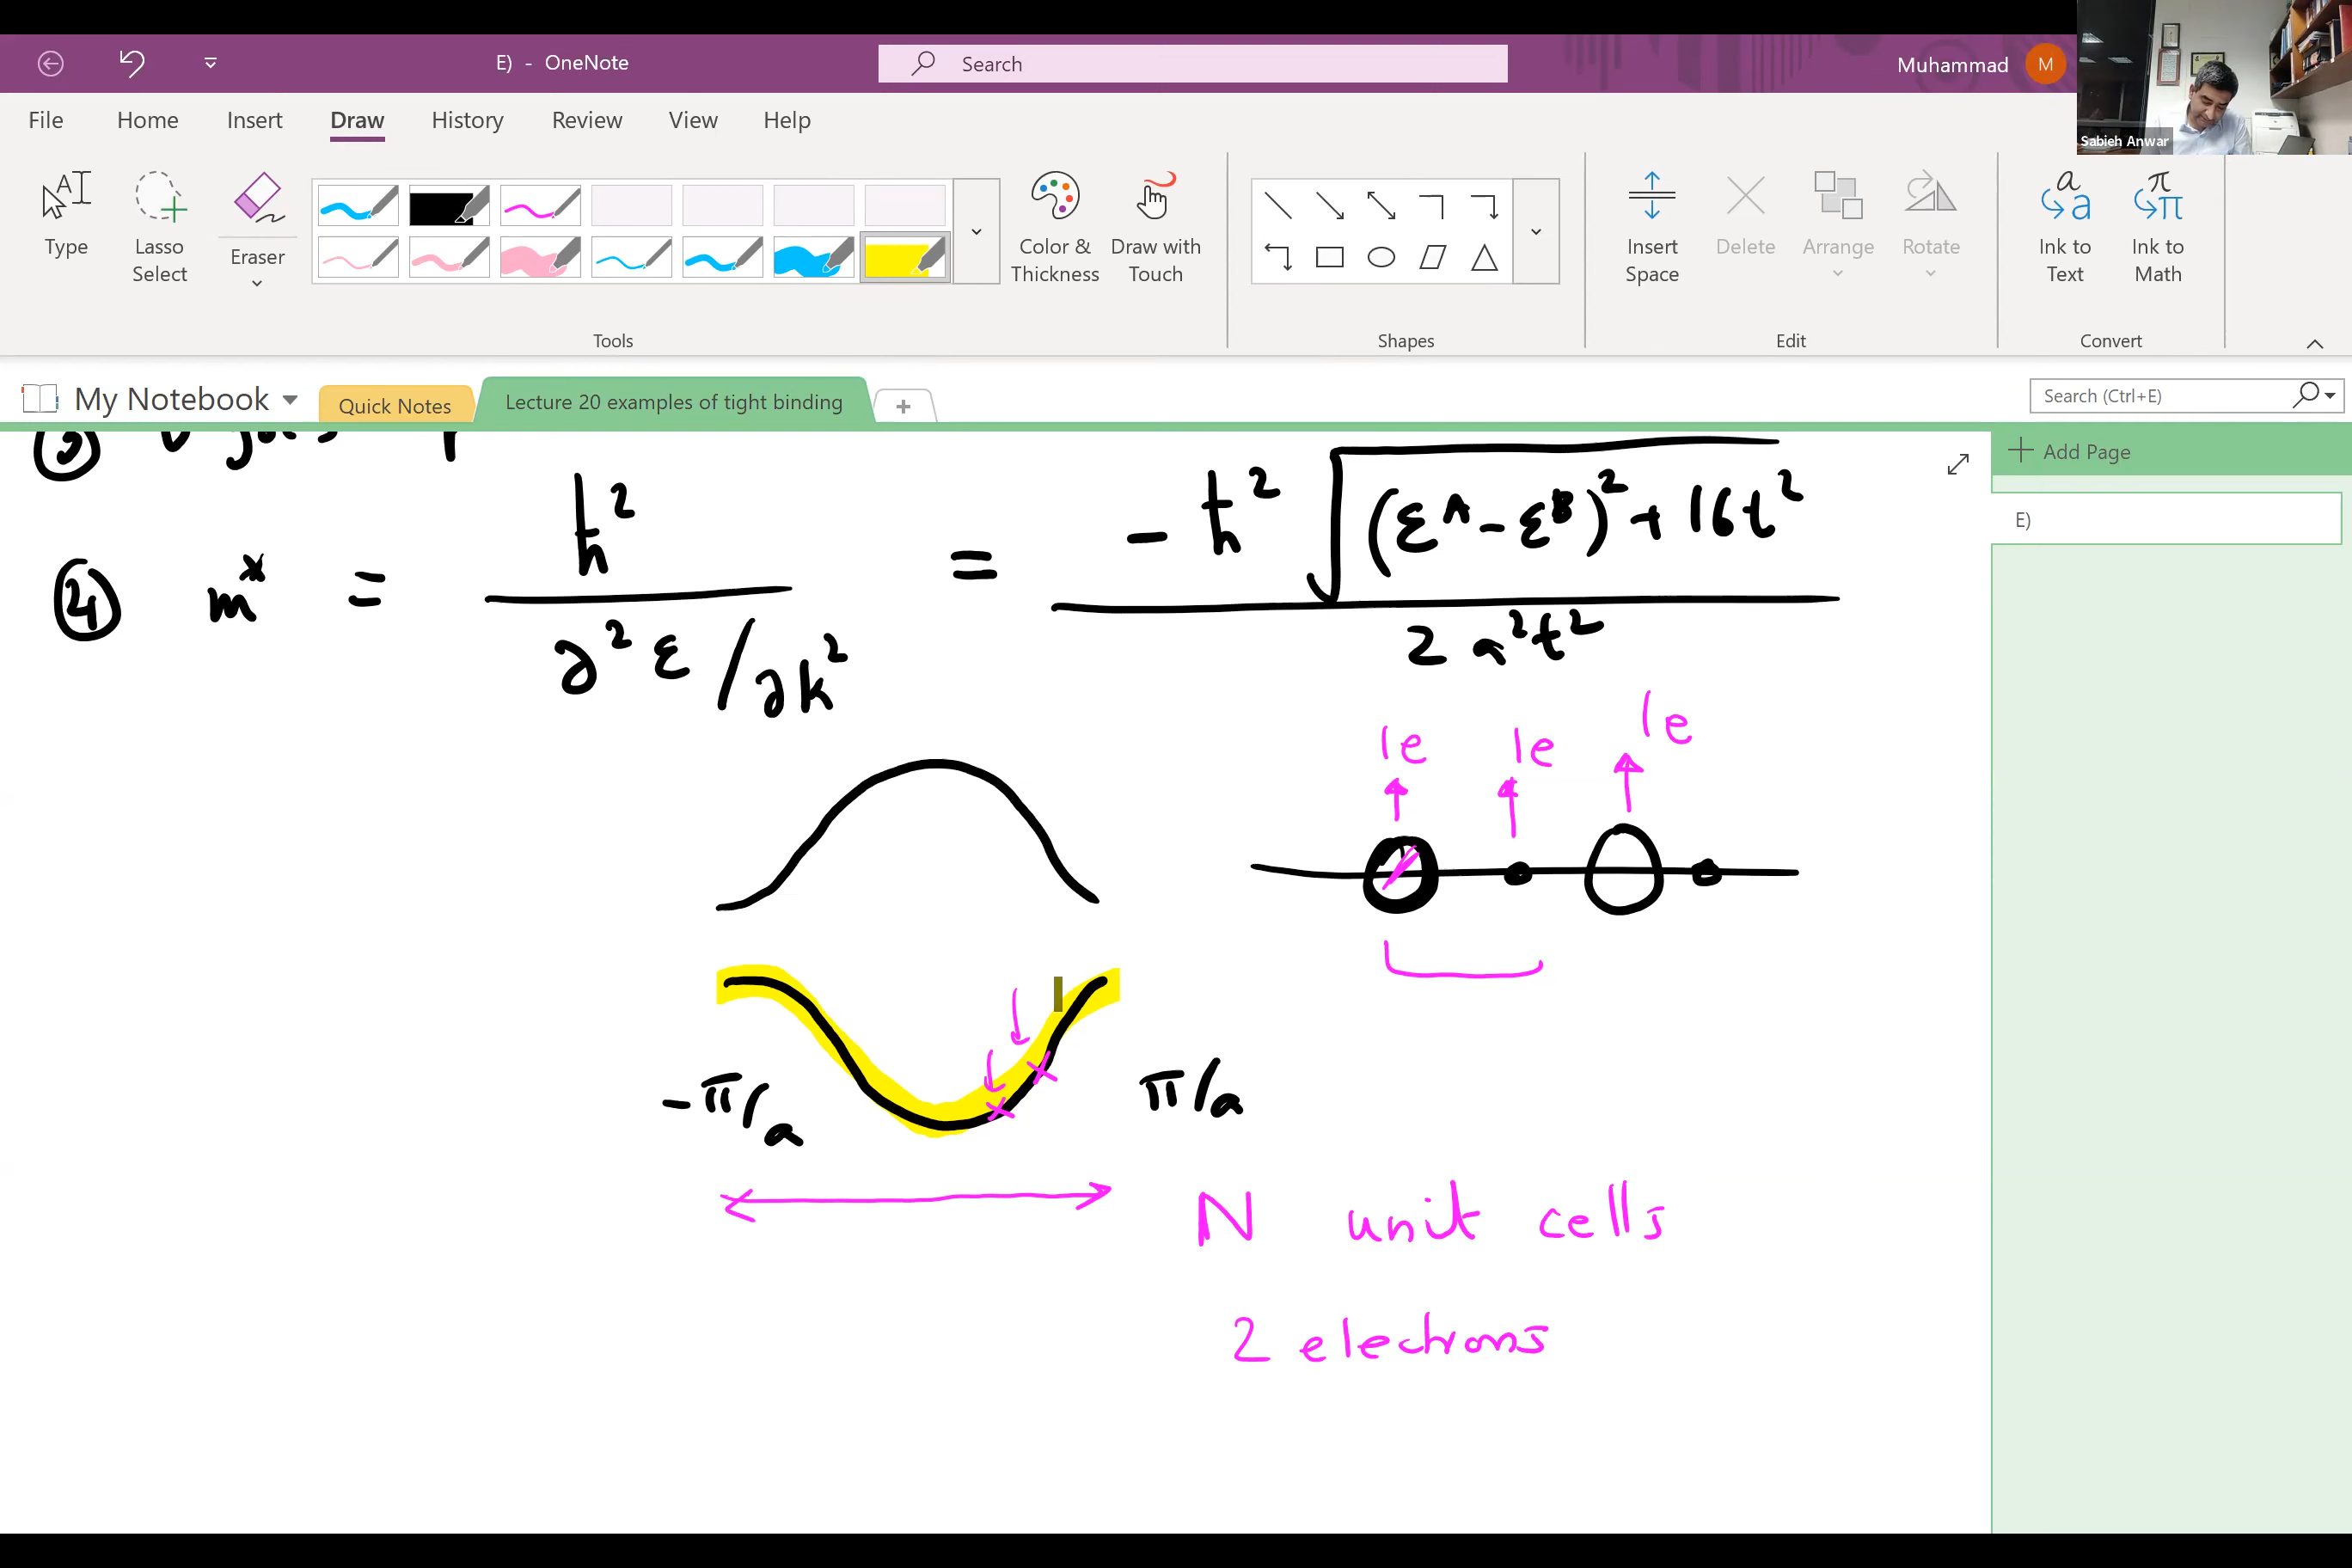 E) - OneNote
Search
Muhammad
M
Sabieh Anwar
File Home Insert Draw History Review View Help
Type
Lasso Select
Eraser
Color & Thickness
Draw with Touch
Insert Space
Delete
Arrange
Rotate
Ink to Text
Ink to Math
Tools
Shapes
Edit
Convert
My Notebook
Quick Notes
Lecture 20 examples of tight binding
Search (Ctrl+E)
Add Page
E)
④ m* = ħ² / ∂²ε/∂k² = -ħ² √(ε^A - ε^B)² + 16t² / 2a²t²
1e 1e 1e
-π/a π/a
N unit cells
2 electrons